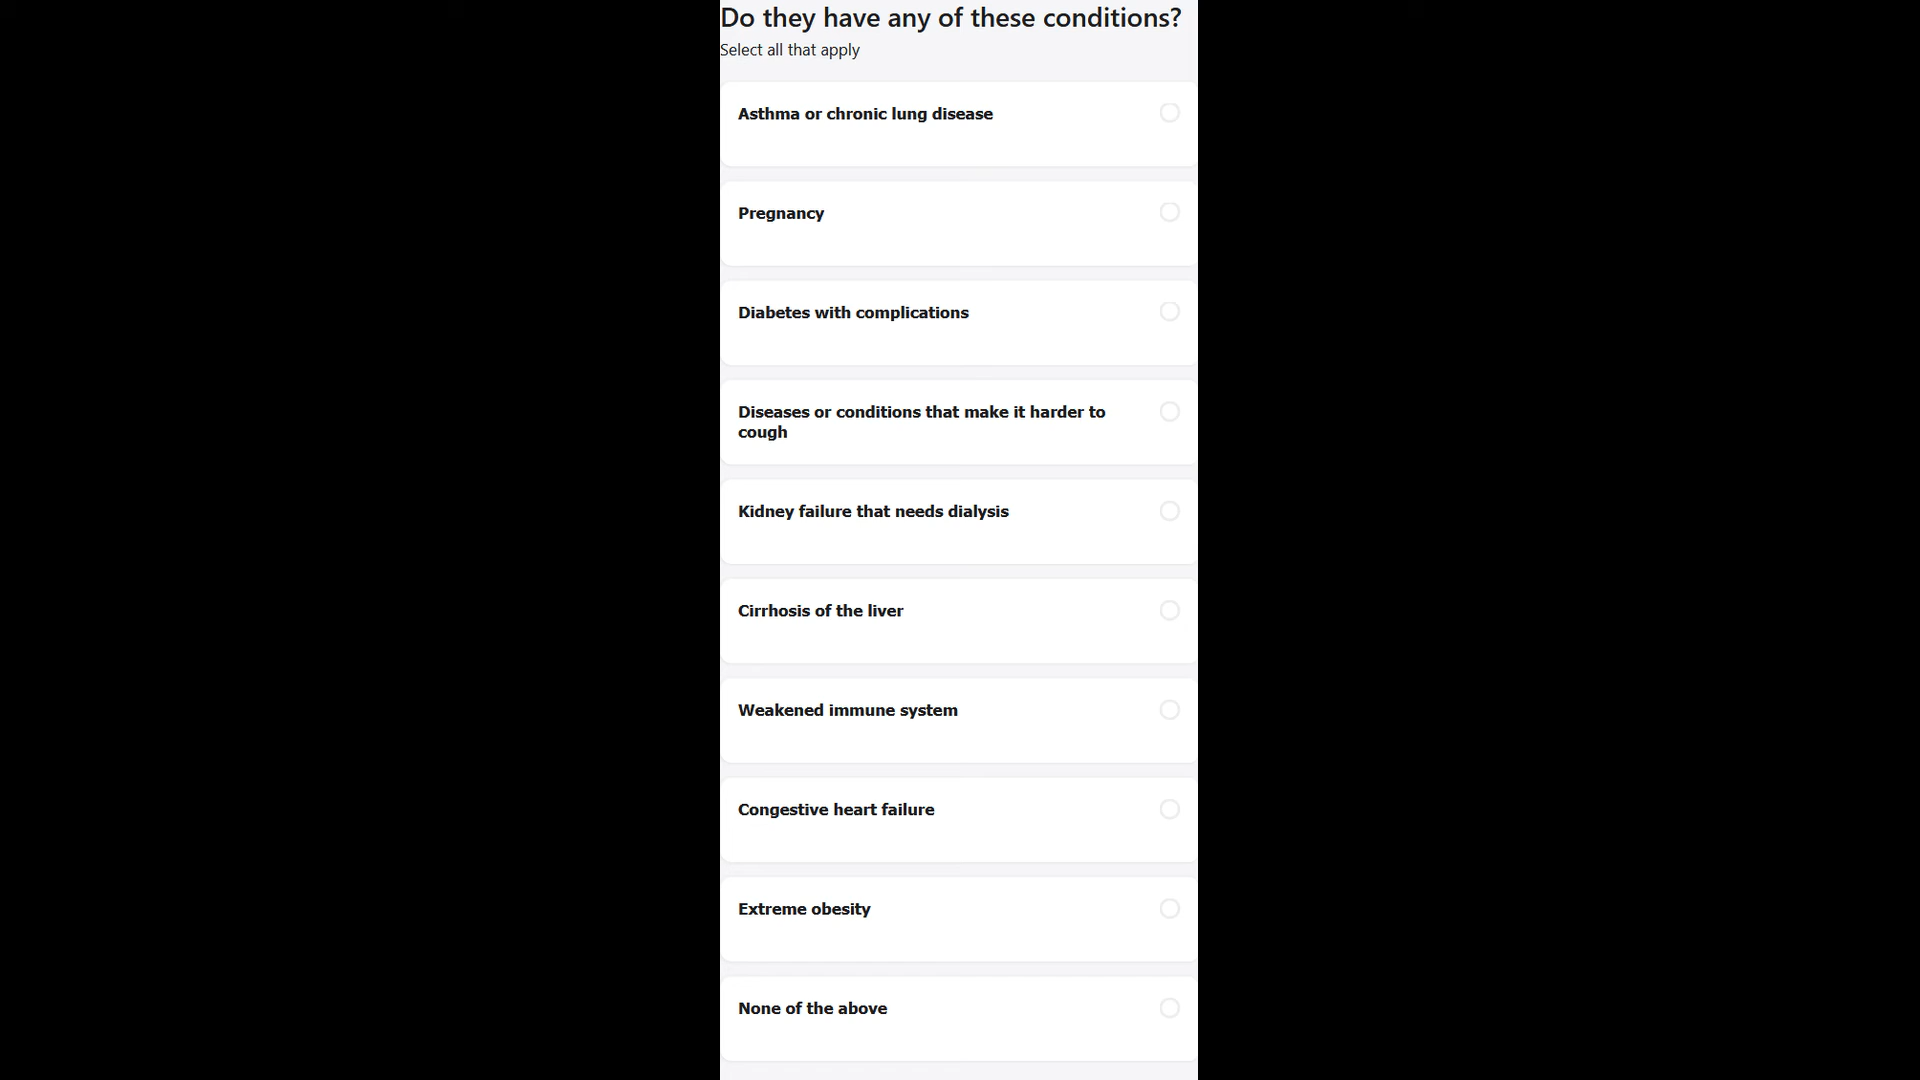 Do they have any of these conditions?
Select all that apply
Asthma or chronic lung disease
Pregnancy
Diabetes with complications
Diseases or conditions that make it harder to
cough
Kidney failure that needs dialysis
Cirrhosis of the liver
Weakened immune system
Congestive heart failure
Extreme obesity
None of the above